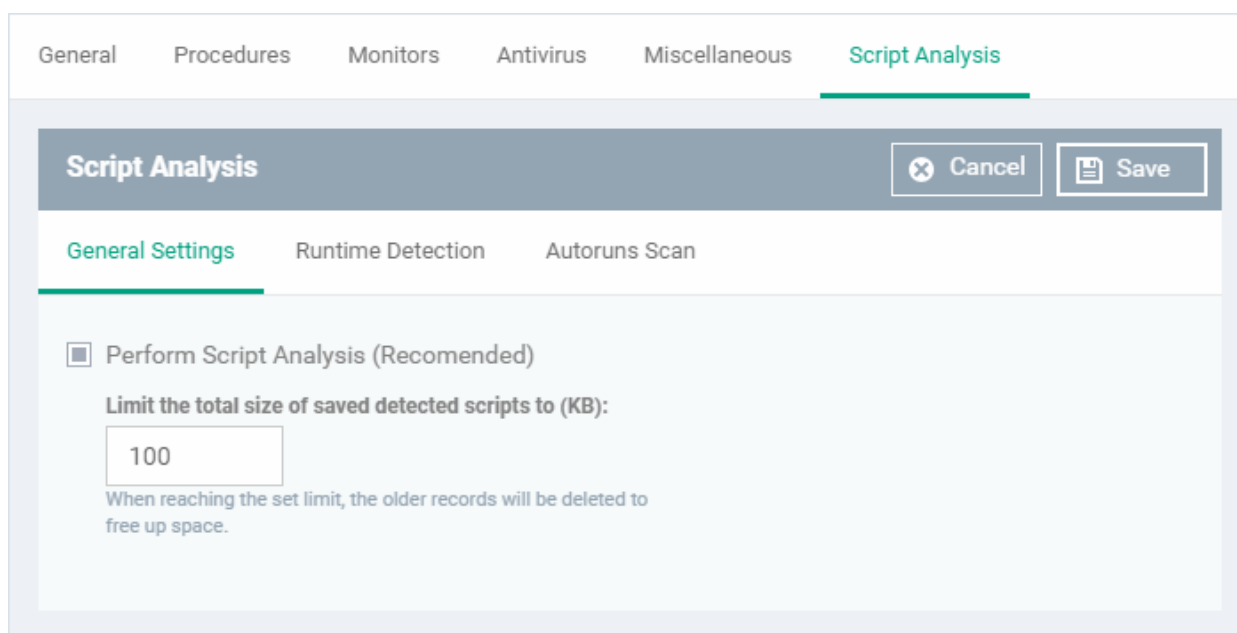 General Procedures Monitors Antivirus Miscellaneous Script Analysis
Script Analysis Cancel Save
General Settings Runtime Detection Autoruns Scan
Perform Script Analysis (Recomended)
Limit the total size of saved detected scripts to (KB):
100
When reaching the set limit, the older records will be deleted to
free up space.